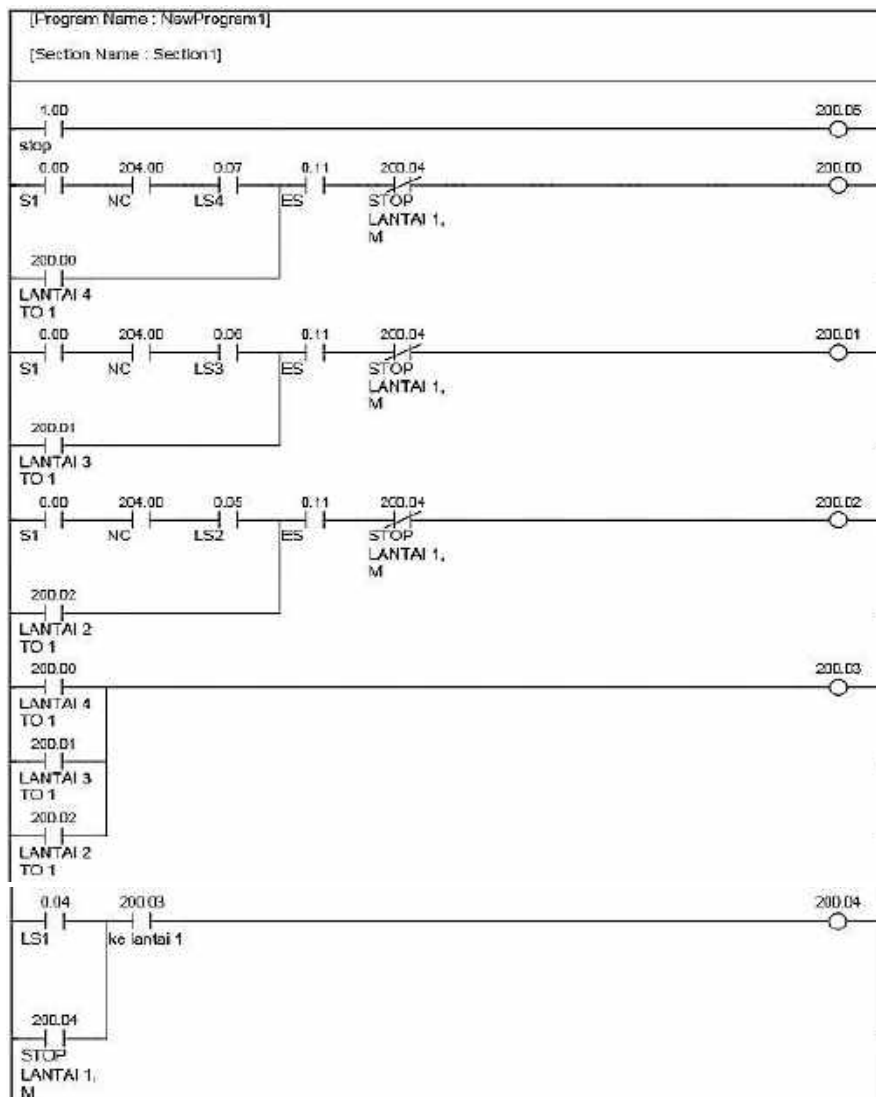 [Program Name : NewProgram1]
[Section Name : Section1]
1.00 200.05
stop
0.00 204.00 0.07 0.11 200.04 200.00
S1 NC LS4 ES STOP
LANTAI 1,
M
200.00
LANTAI 4
TO 1
0.00 204.00 0.06 0.11 200.04 200.01
S1 NC LS3 ES STOP
LANTAI 1,
M
200.01
LANTAI 3
TO 1
0.00 204.00 0.05 0.11 200.04 200.02
S1 NC LS2 ES STOP
LANTAI 1,
M
200.02
LANTAI 2
TO 1
200.00 200.03
LANTAI 4
TO 1
200.01
LANTAI 3
TO 1
200.02
LANTAI 2
TO 1
0.04 200.03 200.04
LS1 ke lantai 1
200.04
STOP
LANTAI 1,
M